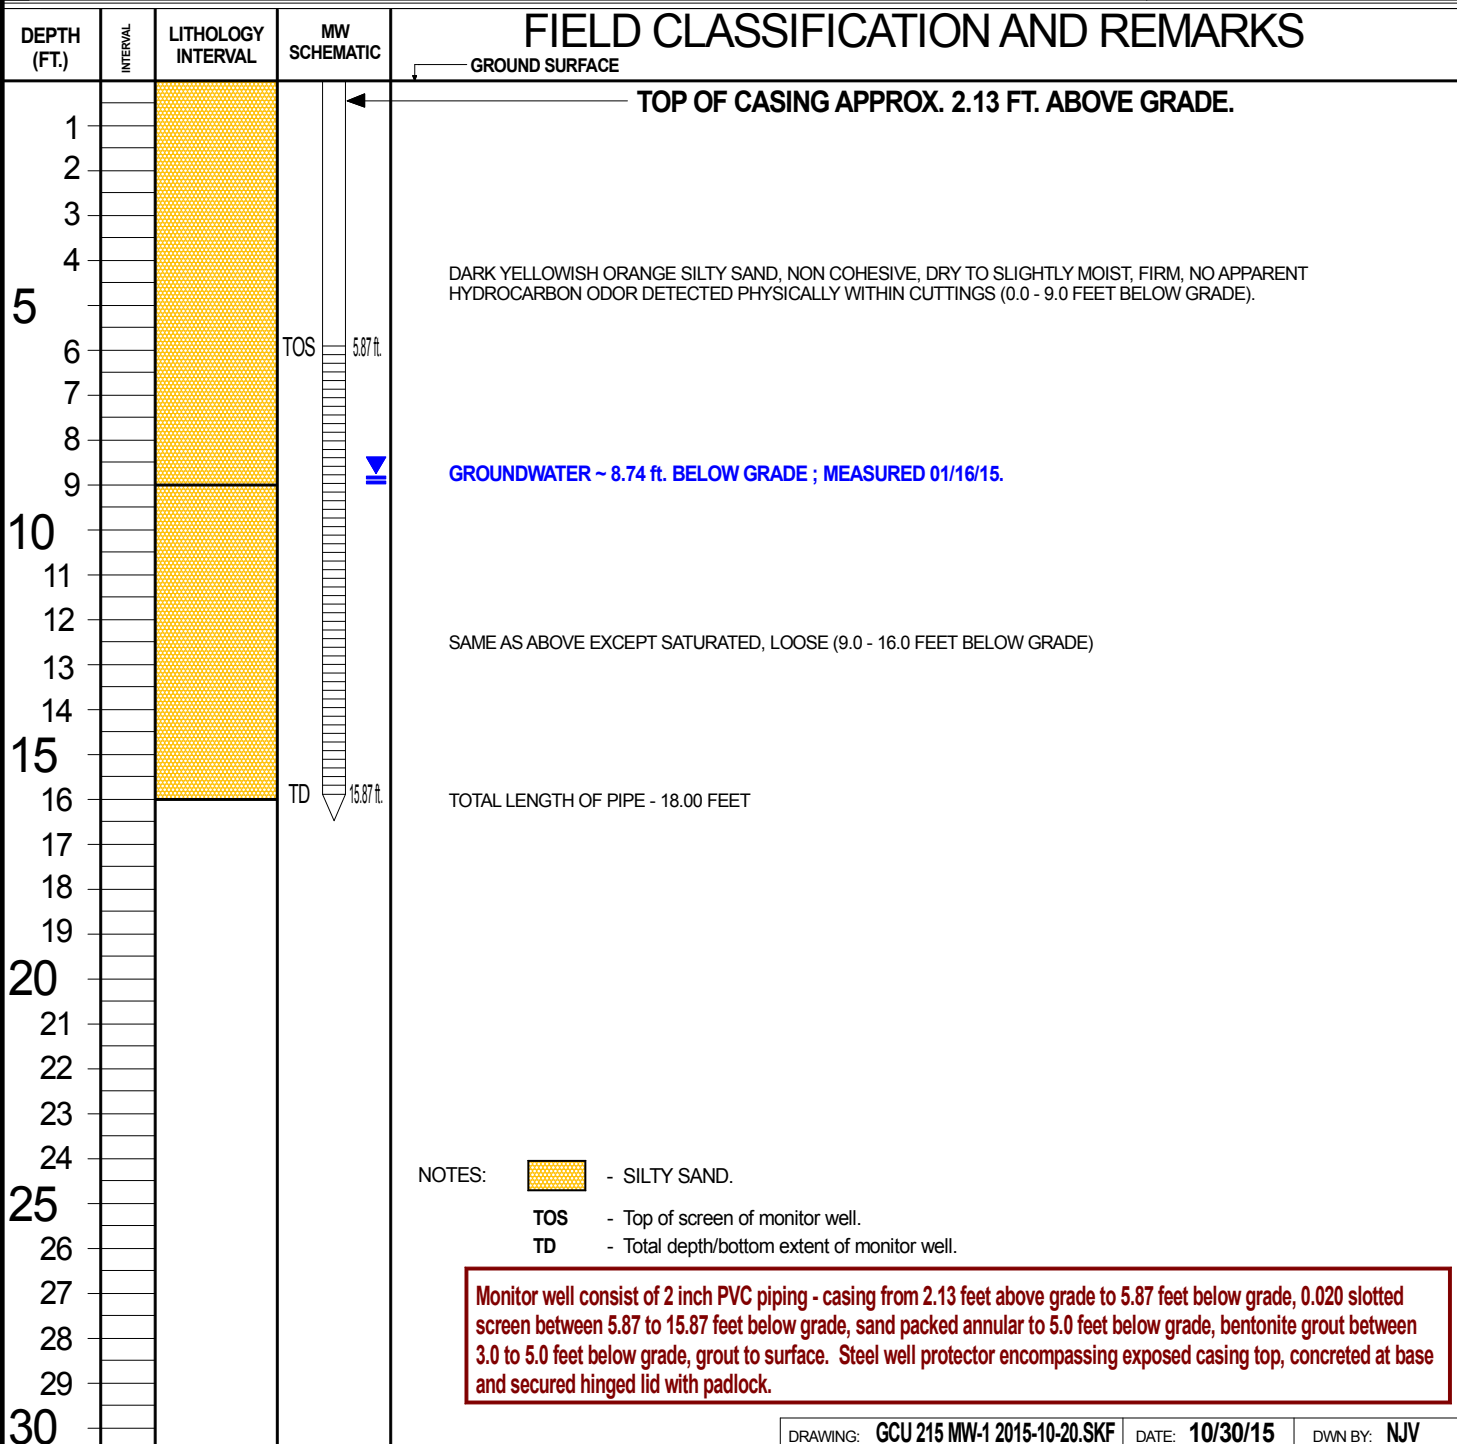 FIELD CLASSIFICATION AND REMARKS
DEPTH
(FT.)
INTERVAL
LITHOLOGY
INTERVAL
MW
SCHEMATIC
GROUND SURFACE
TOP OF CASING APPROX. 2.13 FT. ABOVE GRADE.
1
2
3
4
DARK YELLOWISH ORANGE SILTY SAND, NON COHESIVE, DRY TO SLIGHTLY MOIST, FIRM, NO APPARENT
HYDROCARBON ODOR DETECTED PHYSICALLY WITHIN CUTTINGS (0.0 - 9.0 FEET BELOW GRADE).
5
6
TOS 5.87 ft.
7
8
GROUNDWATER ~ 8.74 ft. BELOW GRADE ; MEASURED 01/16/15.
9
10
11
12
SAME AS ABOVE EXCEPT SATURATED, LOOSE (9.0 - 16.0 FEET BELOW GRADE)
13
14
15
16
TD 15.87 ft.
TOTAL LENGTH OF PIPE - 18.00 FEET
17
18
19
20
21
22
23
24
NOTES: - SILTY SAND.
25
TOS - Top of screen of monitor well.
26
TD - Total depth/bottom extent of monitor well.
27
28
29
30
Monitor well consist of 2 inch PVC piping - casing from 2.13 feet above grade to 5.87 feet below grade, 0.020 slotted
screen between 5.87 to 15.87 feet below grade, sand packed annular to 5.0 feet below grade, bentonite grout between
3.0 to 5.0 feet below grade, grout to surface. Steel well protector encompassing exposed casing top, concreted at base
and secured hinged lid with padlock.
DRAWING: GCU 215 MW-1 2015-10-20.SKF DATE: 10/30/15 DWN BY: NJV